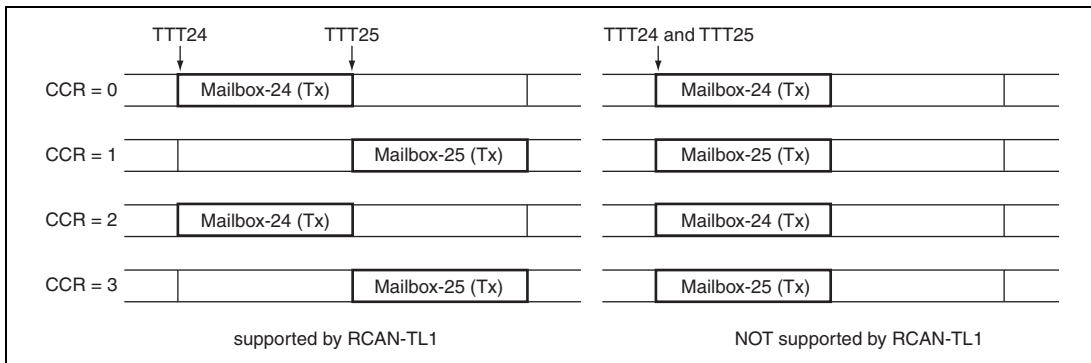 TTT24 TTT25 TTT24 and TTT25
CCR = 0 Mailbox-24 (Tx) Mailbox-24 (Tx)
CCR = 1 Mailbox-25 (Tx) Mailbox-25 (Tx)
CCR = 2 Mailbox-24 (Tx) Mailbox-24 (Tx)
CCR = 3 Mailbox-25 (Tx) Mailbox-25 (Tx)
supported by RCAN-TL1 NOT supported by RCAN-TL1